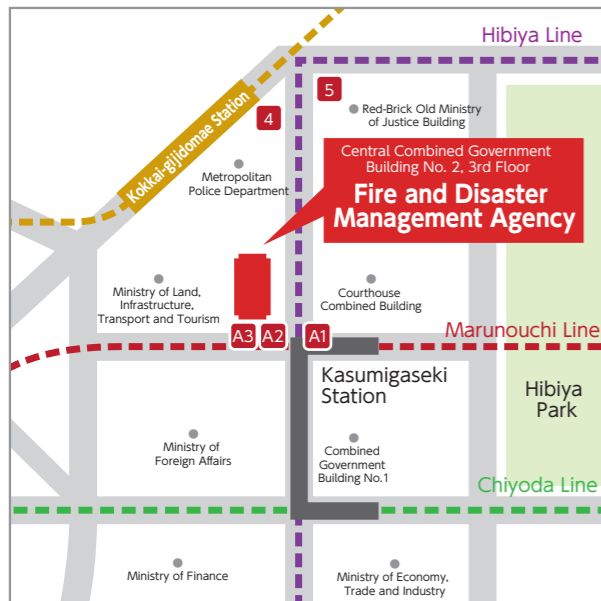 Hibiya Line
Kokkai-gijidomae Station
5
4
Red-Brick Old Ministry
of Justice Building
Central Combined Government
Building No. 2, 3rd Floor
Fire and Disaster
Management Agency
Metropolitan
Police Department
Ministry of Land,
Infrastructure,
Transport and Tourism
Courthouse
Combined Building
A3
A2
A1
Marunouchi Line
Kasumigaseki
Station
Hibiya
Park
Ministry of
Foreign Affairs
Combined
Government
Building No.1
Chiyoda Line
Ministry of Finance
Ministry of Economy,
Trade and Industry